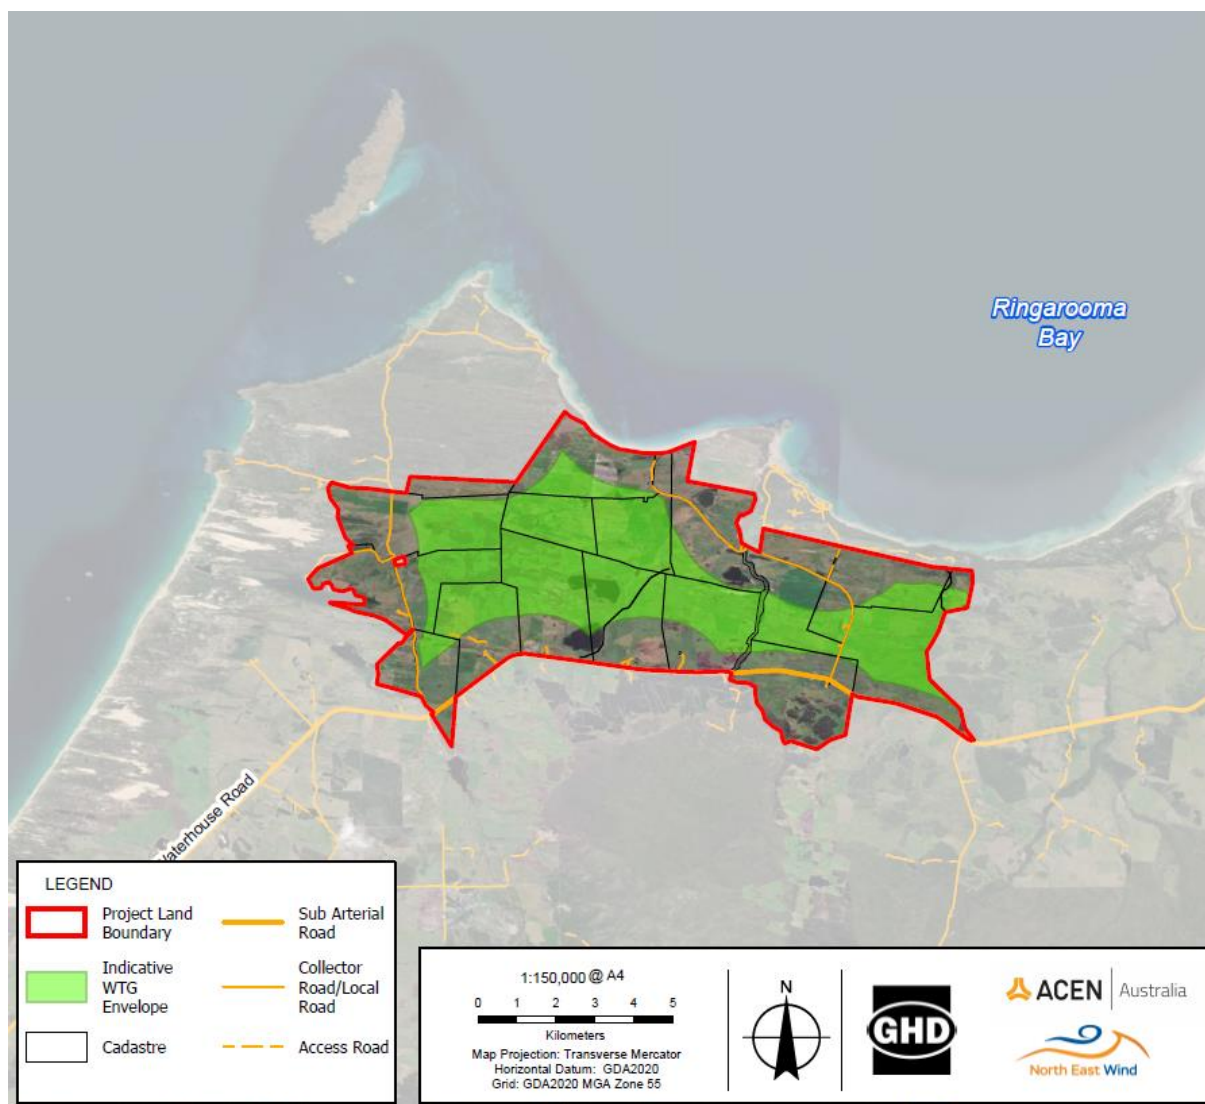 Ringarooma
Bay
Waterhouse Road
LEGEND
Project Land
Boundary
Sub Arterial
Road
Indicative
WTG
Envelope
Collector
Road/Local
Road
Cadastre
Access Road
1:150,000 @ A4
0 1 2 3 4 5
Kilometers
Map Projection: Transverse Mercator
Horizontal Datum: GDA2020
Grid: GDA2020 MGA Zone 55
N
GHD
ACEN Australia
North East Wind